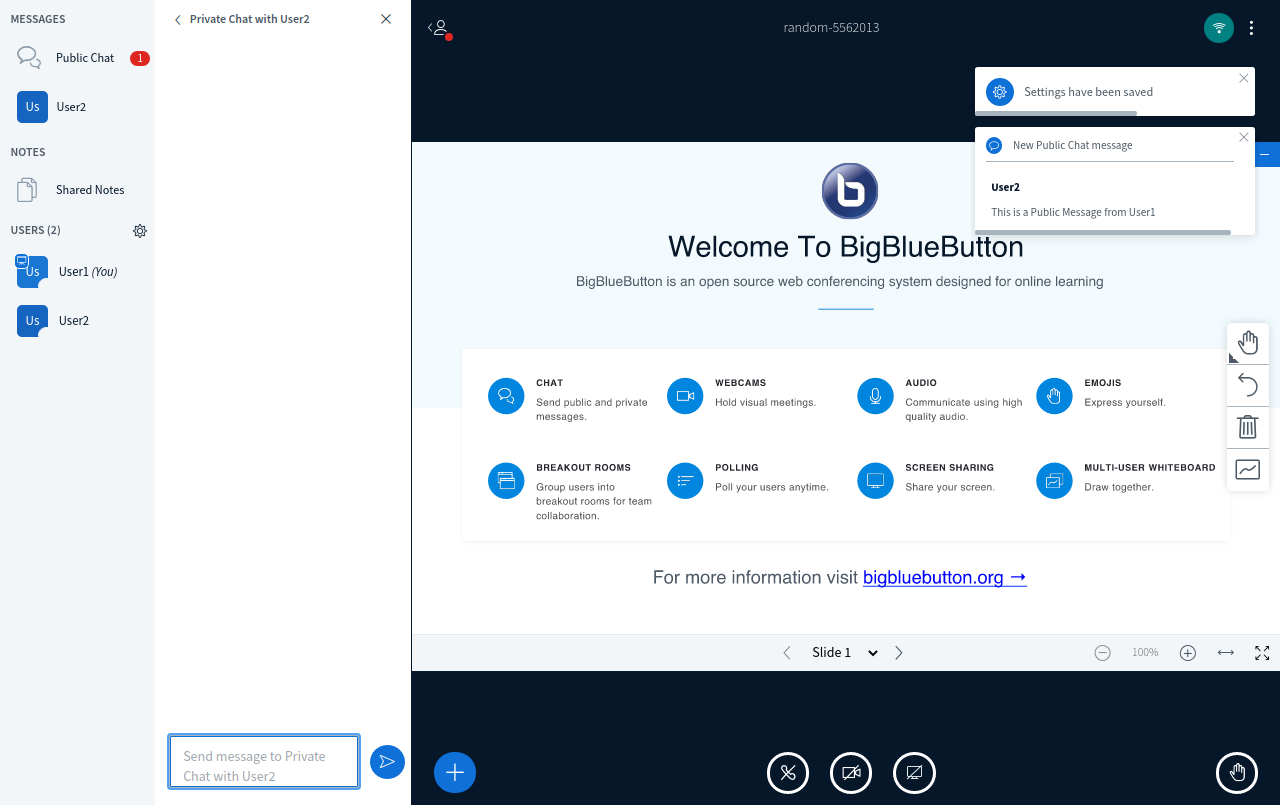 MESSAGES
Public Chat
1
Us
User2
NOTES
Shared Notes
USERS (2)
Us
User1 (You)
Us
User2
Private Chat with User2
Send message to Private
Chat with User2
random-5562013
Settings have been saved
New Public Chat message
User2
This is a Public Message from User1
b
Welcome To BigBlueButton
BigBlueButton is an open source web conferencing system designed for online learning
CHAT
Send public and private
messages.
WEBCAMS
Hold visual meetings.
AUDIO
Communicate using high
quality audio.
EMOJIS
Express yourself.
BREAKOUT ROOMS
Group users into
breakout rooms for team
collaboration.
POLLING
Poll your users anytime.
SCREEN SHARING
Share your screen.
MULTI-USER WHITEBOARD
Draw together.
For more information visit bigbluebutton.org →
Slide 1
100%